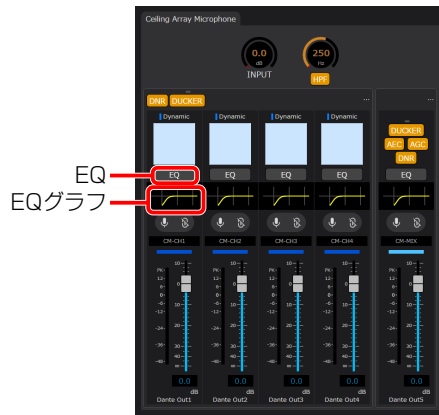 Ceiling Array Microphone
0.0
dB
250
Hz
INPUT
HPF
DNR DUCKER
...
...
Dynamic Dynamic Dynamic Dynamic
DUCKER
AEC AGC
DNR
EQ
EQ EQ EQ EQ EQ
EQグラフ
CM-CH1 CM-CH2 CM-CH3 CM-CH4 CM-MIX
0.0 0.0 0.0 0.0 0.0
dB dB dB dB dB
Dante Out1 Dante Out2 Dante Out3 Dante Out4 Dante Out5